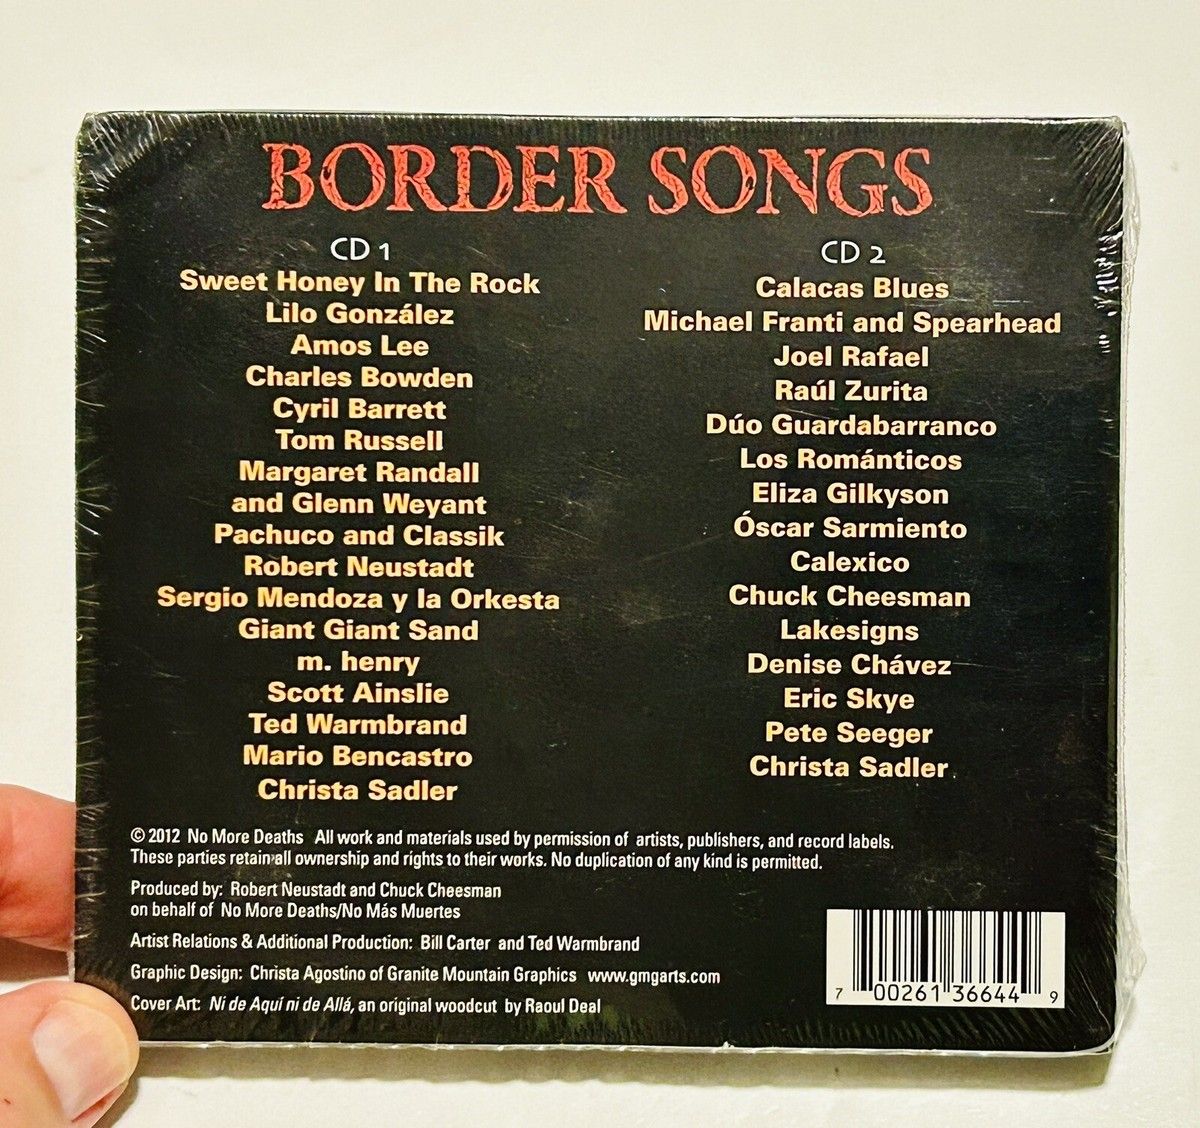 BORDER SONGS
CD 1
Sweet Honey In The Rock
Lilo González
Amos Lee
Charles Bowden
Cyril Barrett
Tom Russell
Margaret Randall
and Glenn Weyant
Pachuco and Classik
Robert Neustadt
Sergio Mendoza y la Orkesta
Giant Giant Sand
m. henry
Scott Ainslie
Ted Warmbrand
Mario Bencastro
Christa Sadler
CD 2
Calacas Blues
Michael Franti and Spearhead
Joel Rafael
Raúl Zurita
Dúo Guardabarranco
Los Románticos
Eliza Gilkyson
Óscar Sarmiento
Calexico
Chuck Cheesman
Lakesigns
Denise Chávez
Eric Skye
Pete Seeger
Christa Sadler
© 2012 No More Deaths All work and materials used by permission of artists, publishers, and record labels.
These parties retain all ownership and rights to their works. No duplication of any kind is permitted.
Produced by: Robert Neustadt and Chuck Cheesman
on behalf of No More Deaths/No Más Muertes
Artist Relations & Additional Production: Bill Carter and Ted Warmbrand
Graphic Design: Christa Agostino of Granite Mountain Graphics www.gmgarts.com
Cover Art: Ni de Aquí ni de Allá, an original woodcut by Raoul Deal
7 00261 36644 9